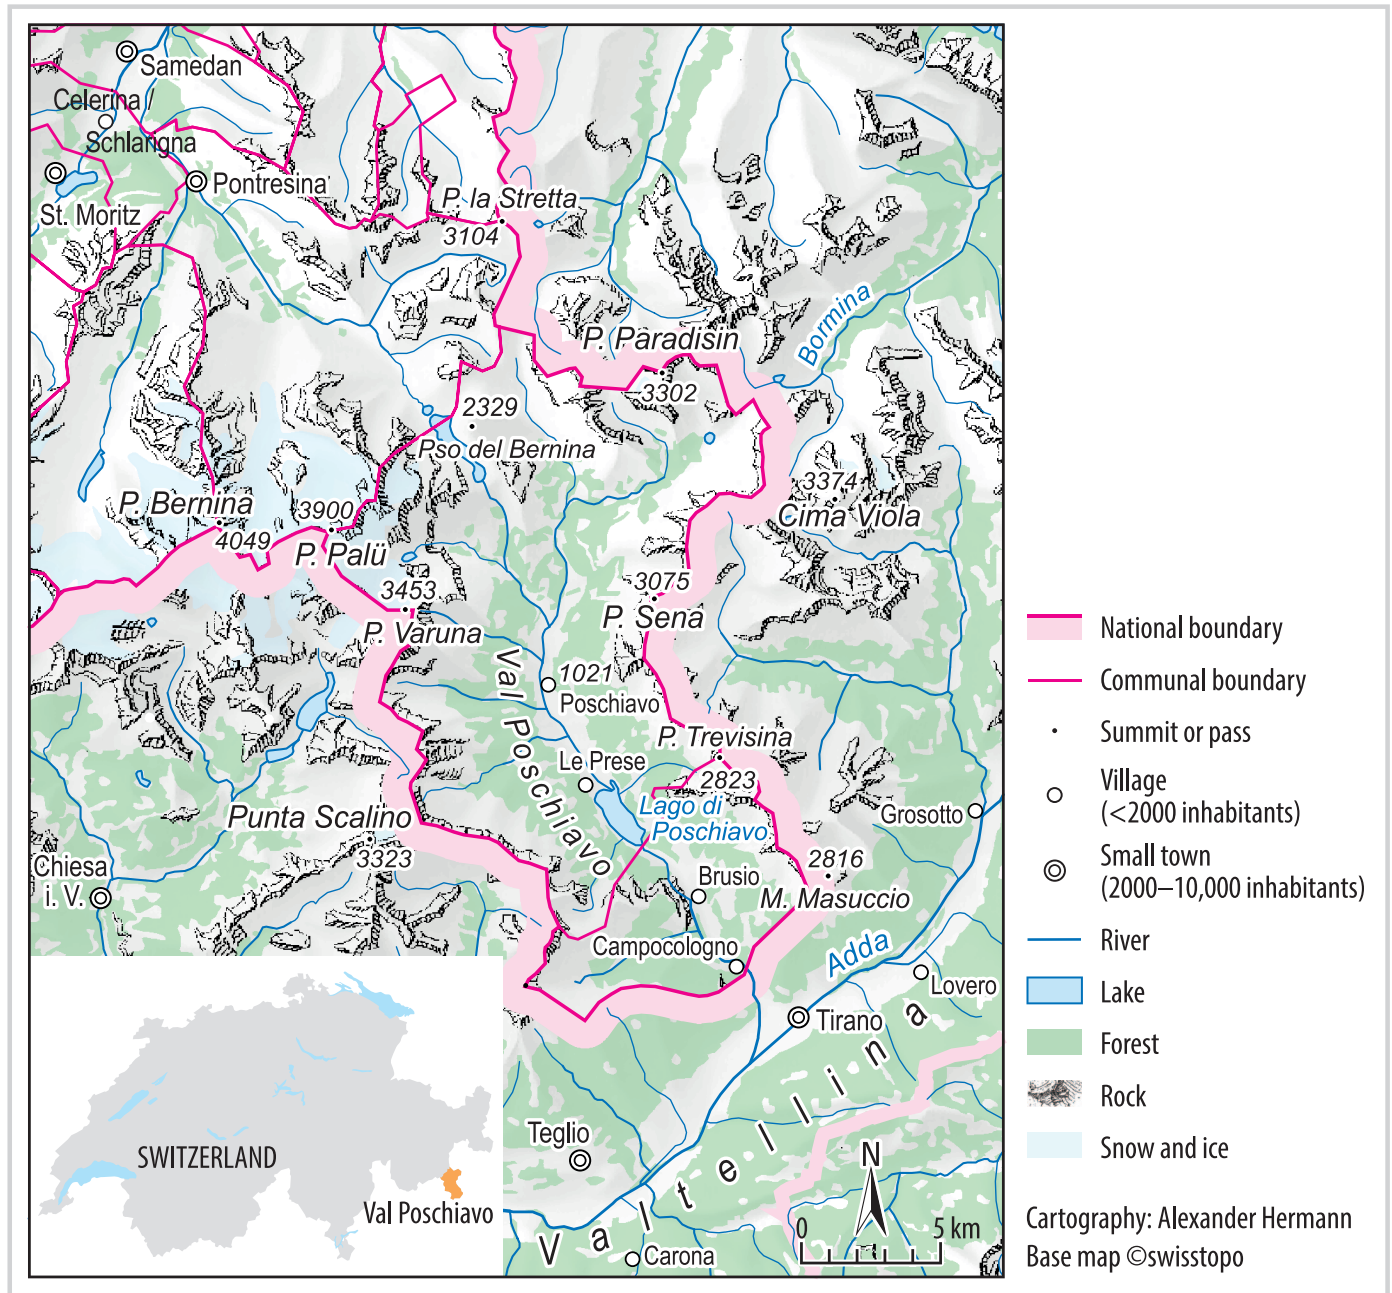 Samedan
Celerina /
Schlarigna
Pontresina
St. Moritz
P. la Stretta
3104
Bormina
P. Paradisin
3302
2329
Pso del Bernina
3374
Cima Viola
P. Bernina
4049
3900
P. Palü
3453
P. Varuna
3075
P. Sena
Val Poschiavo
1021
Poschiavo
P. Trevisina
2823
Le Prese
Lago di
Poschiavo
Punta Scalino
3323
Grosotto
Chiesa
i. V.
2816
M. Masuccio
Brusio
Campocologno
Adda
Lovero
Tirano
Valtellina
Teglio
Carona
N
0 5 km
SWITZERLAND
Val Poschiavo
National boundary
Communal boundary
Summit or pass
Village
(<2000 inhabitants)
Small town
(2000–10,000 inhabitants)
River
Lake
Forest
Rock
Snow and ice
Cartography: Alexander Hermann
Base map ©swisstopo